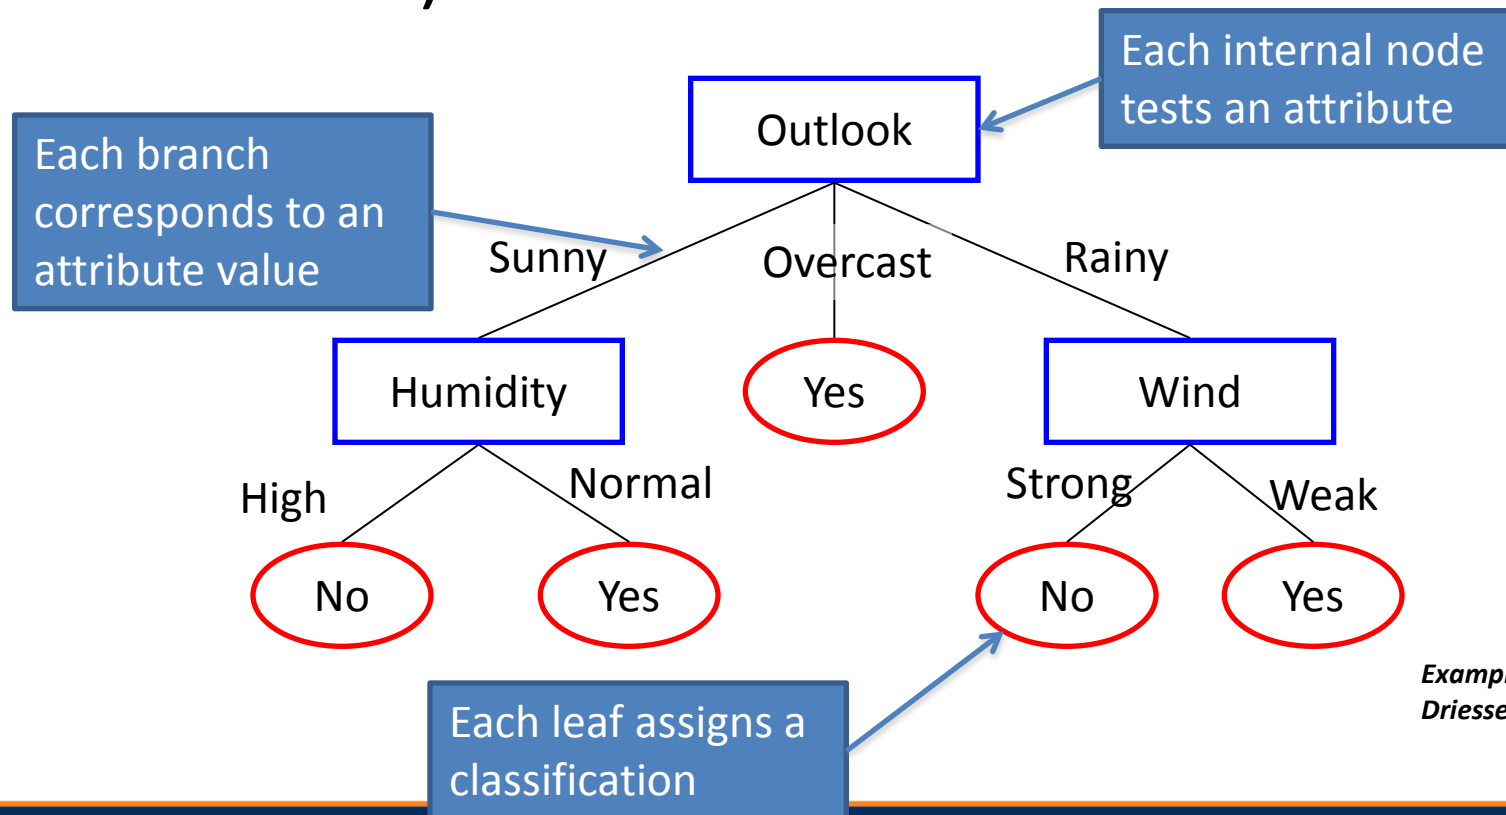 Each internal node
tests an attribute
Outlook
Each branch
corresponds to an
attribute value
Sunny
Overcast
Rainy
Humidity
Yes
Wind
High
Normal
Strong
Weak
No
Yes
No
Yes
Each leaf assigns a
classification